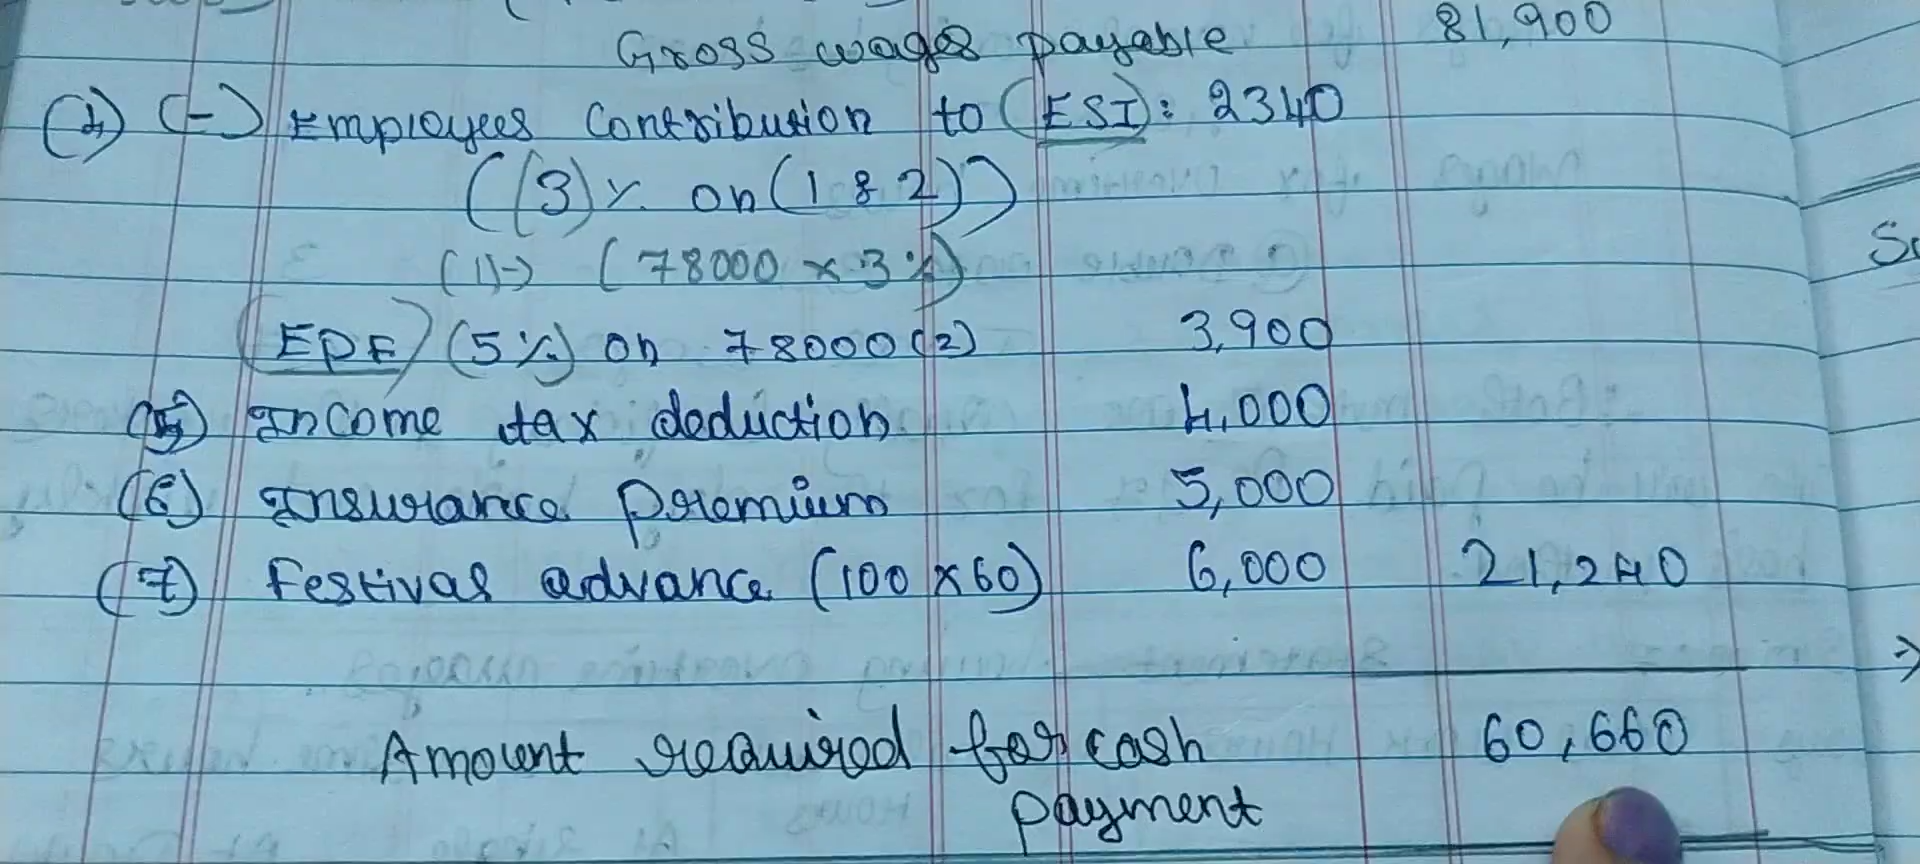 Gross wages payable 81,900
(4) (-) Employees Contribution to (ESI): 2340
((3)% on (1 & 2))
(1)→ (78000 x 3%)
(EPF) (5%) on 78000 (2) 3,900
(5) Income tax deduction 4,000
(6) Insurance Premium 5,000
(7) Festival advance (100 x 60) 6,000 21,240
Amount required for cash payment 60,660